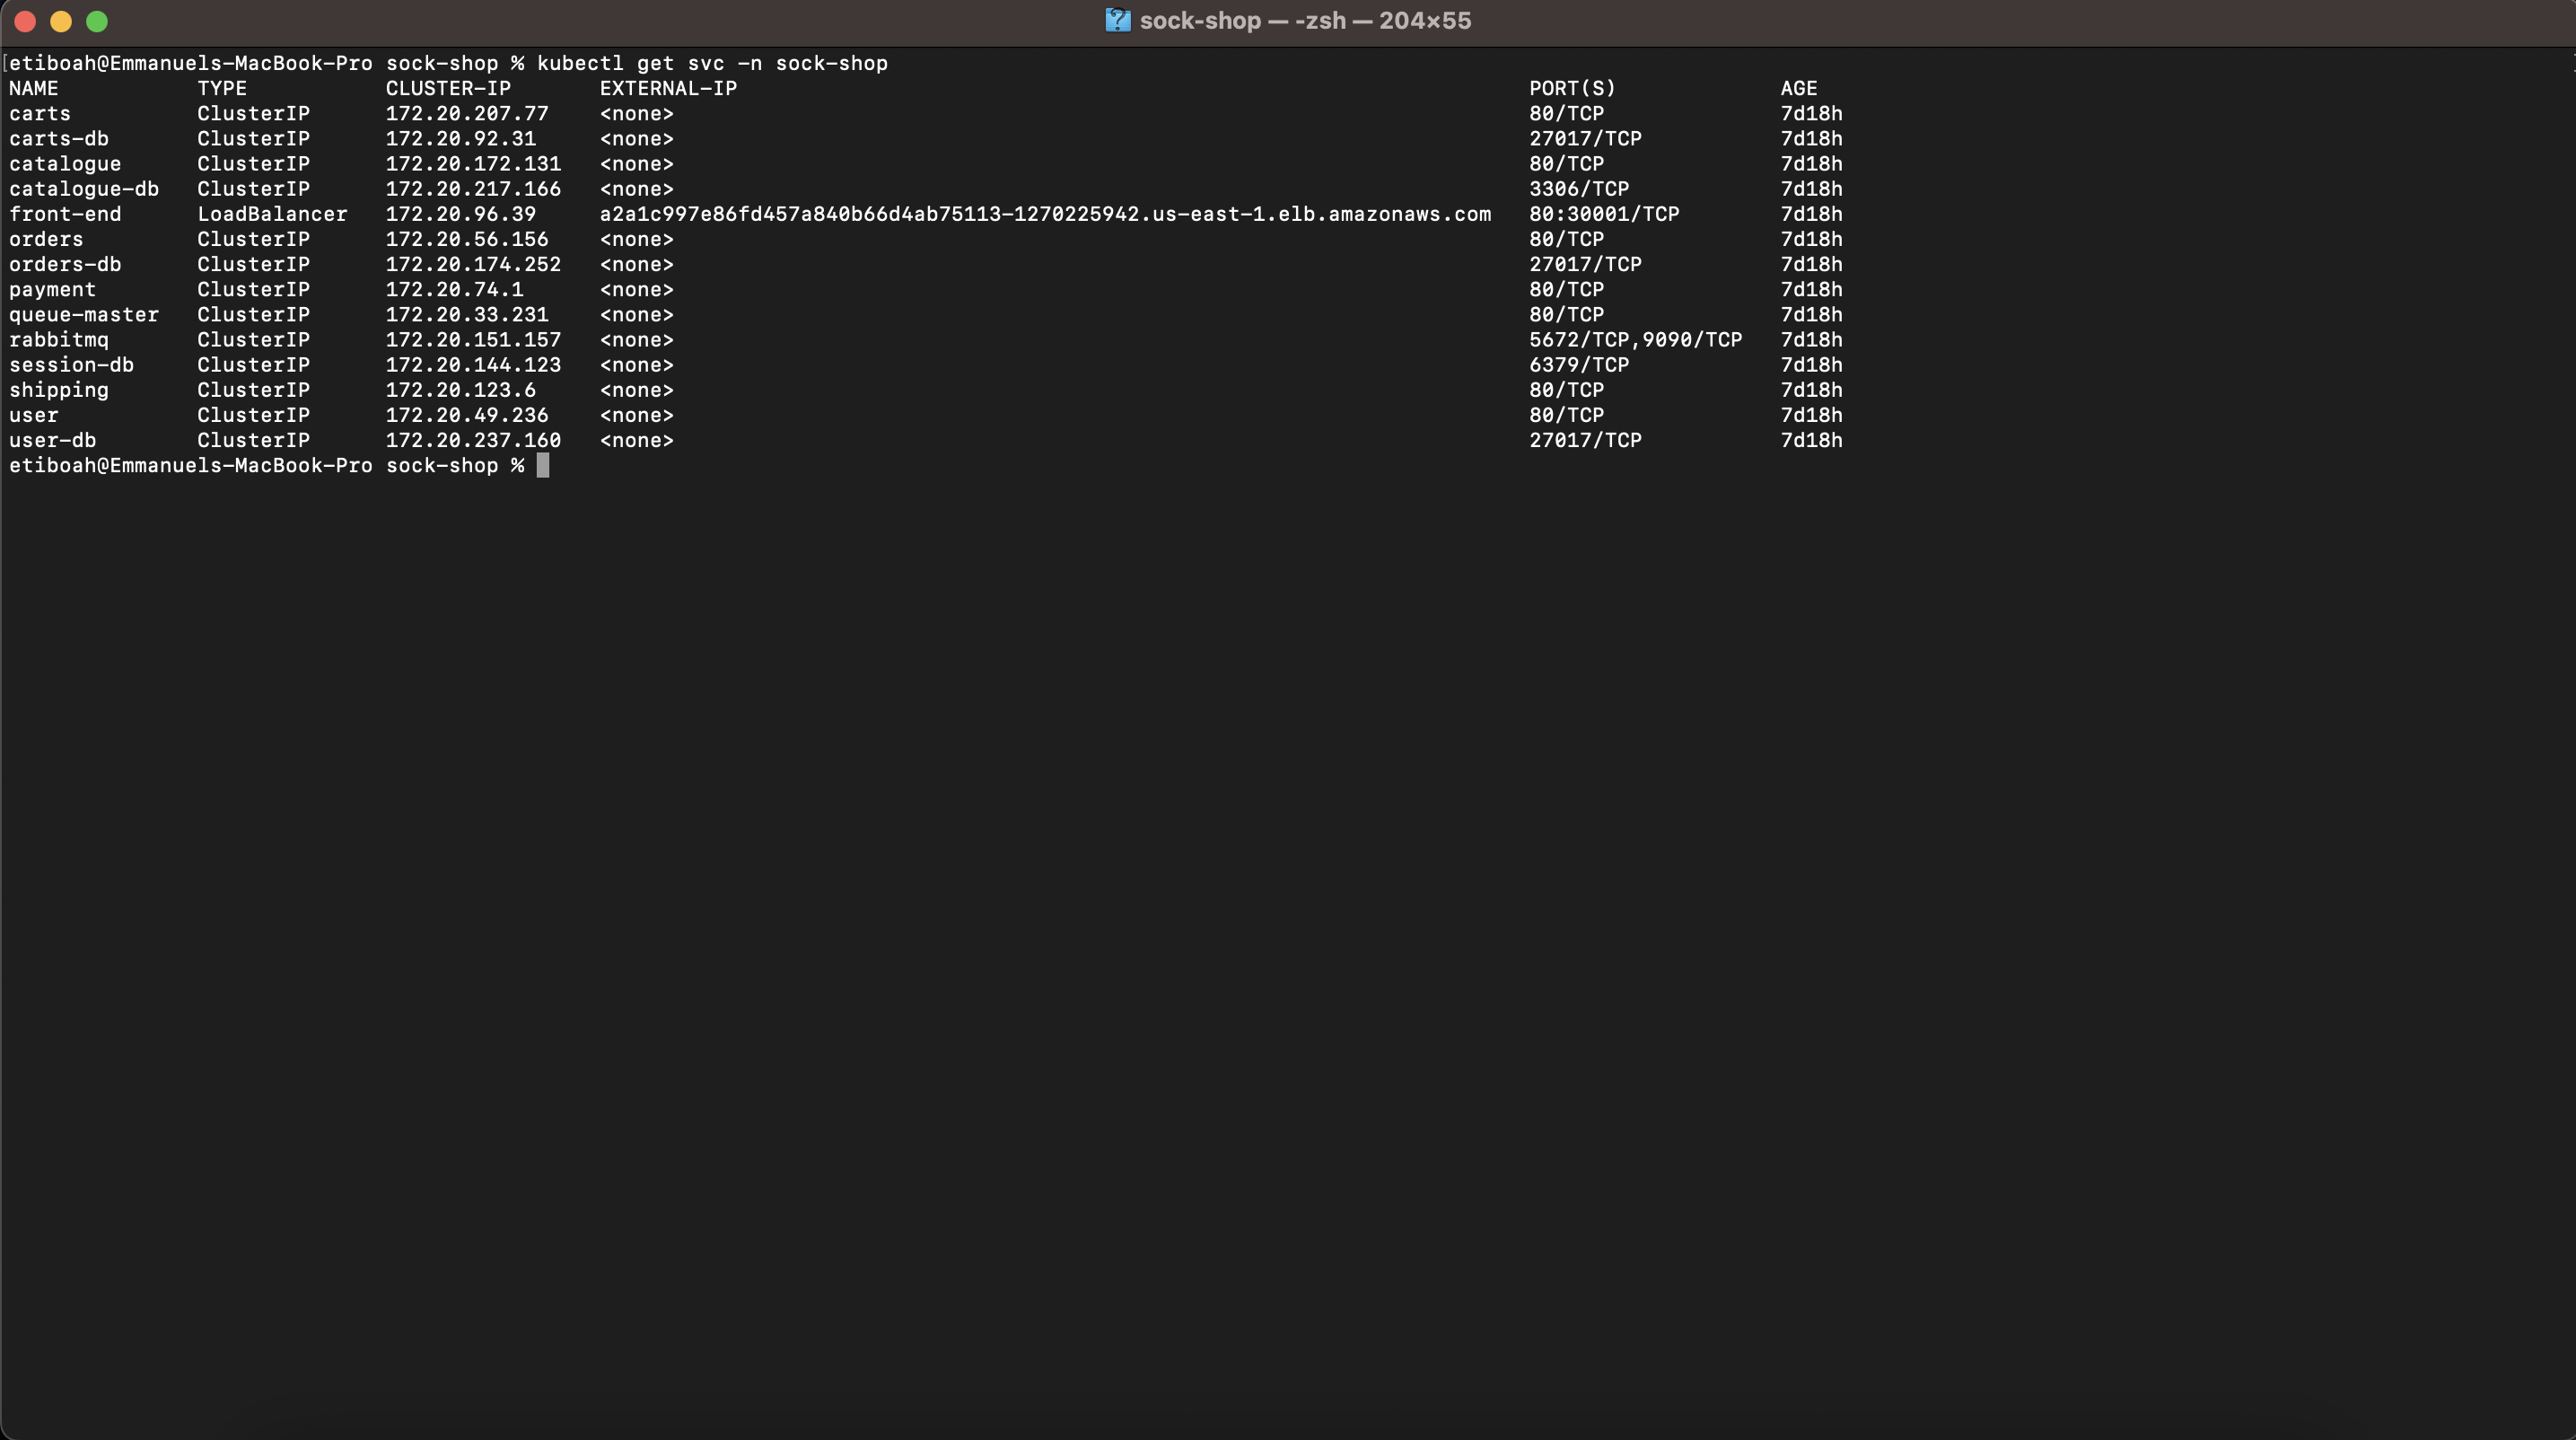 sock-shop — -zsh — 204×55
etiboah@Emmanuels-MacBook-Pro sock-shop % kubectl get svc -n sock-shop
NAME TYPE CLUSTER-IP EXTERNAL-IP PORT(S) AGE
carts ClusterIP 172.20.207.77 <none> 80/TCP 7d18h
carts-db ClusterIP 172.20.92.31 <none> 27017/TCP 7d18h
catalogue ClusterIP 172.20.172.131 <none> 80/TCP 7d18h
catalogue-db ClusterIP 172.20.217.166 <none> 3306/TCP 7d18h
front-end LoadBalancer 172.20.96.39 a2a1c997e86fd457a840b66d4ab75113-1270225942.us-east-1.elb.amazonaws.com 80:30001/TCP 7d18h
orders ClusterIP 172.20.56.156 <none> 80/TCP 7d18h
orders-db ClusterIP 172.20.174.252 <none> 27017/TCP 7d18h
payment ClusterIP 172.20.74.1 <none> 80/TCP 7d18h
queue-master ClusterIP 172.20.33.231 <none> 80/TCP 7d18h
rabbitmq ClusterIP 172.20.151.157 <none> 5672/TCP,9090/TCP 7d18h
session-db ClusterIP 172.20.144.123 <none> 6379/TCP 7d18h
shipping ClusterIP 172.20.123.6 <none> 80/TCP 7d18h
user ClusterIP 172.20.49.236 <none> 80/TCP 7d18h
user-db ClusterIP 172.20.237.160 <none> 27017/TCP 7d18h
etiboah@Emmanuels-MacBook-Pro sock-shop %